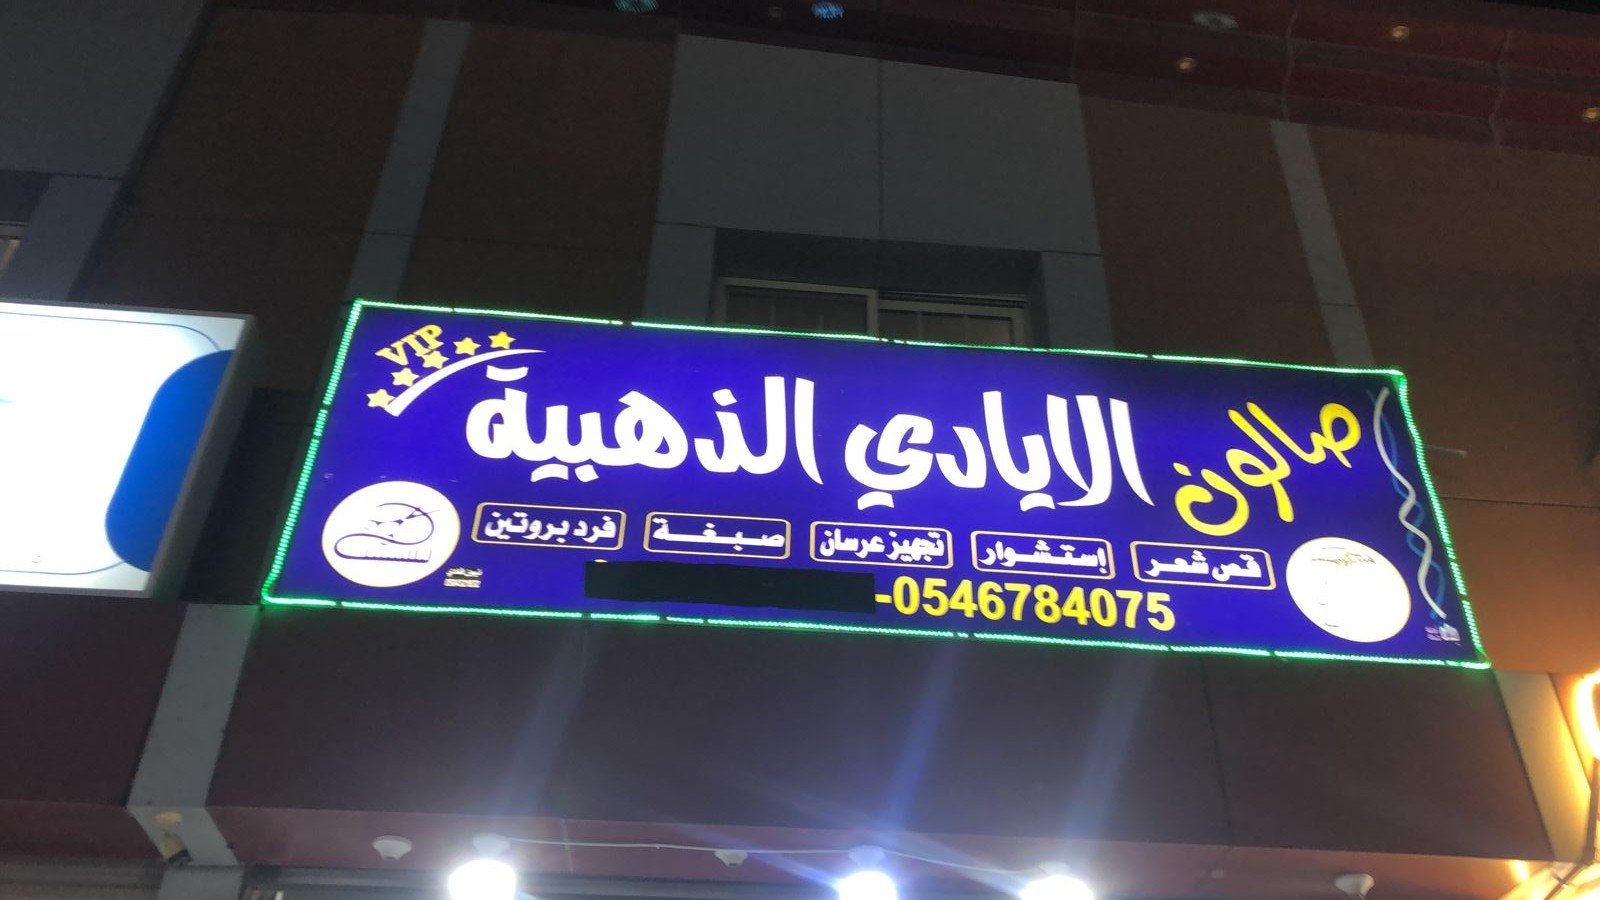 VIP
صالون الايادي الذهبية
قص شعر إستشوار تجهيز عرسان صبغة فرد بروتين
-0546784075